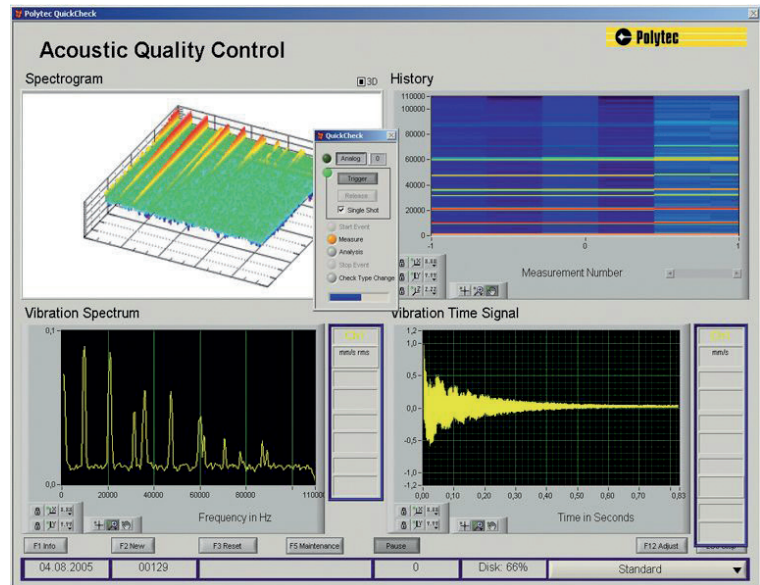 Polytec QuickCheck
Acoustic Quality Control
Polytec
Spectrogram
3D
History
110000
100000
80000
60000
40000
20000
0
-1
0
1
Measurement Number
QuickCheck
Analog 0
Trigger
Release
Single Shot
Start Event
Measure
Analysis
Stop Event
Check Type Change
Vibration Spectrum
0,1
0,0
0 20000 40000 60000 80000 11000
Frequency in Hz
mm/s rms
Vibration Time Signal
1,2
1,0
0,5
0,0
-0,5
-1,0
-1,2
0,00 0,10 0,20 0,30 0,40 0,50 0,60 0,70 0,83
Time in Seconds
mm/s
F1 Info
F2 New
F3 Reset
F5 Maintenance
Pause
F12 Adjust
04.08.2005
00129
0
Disk: 66%
Standard